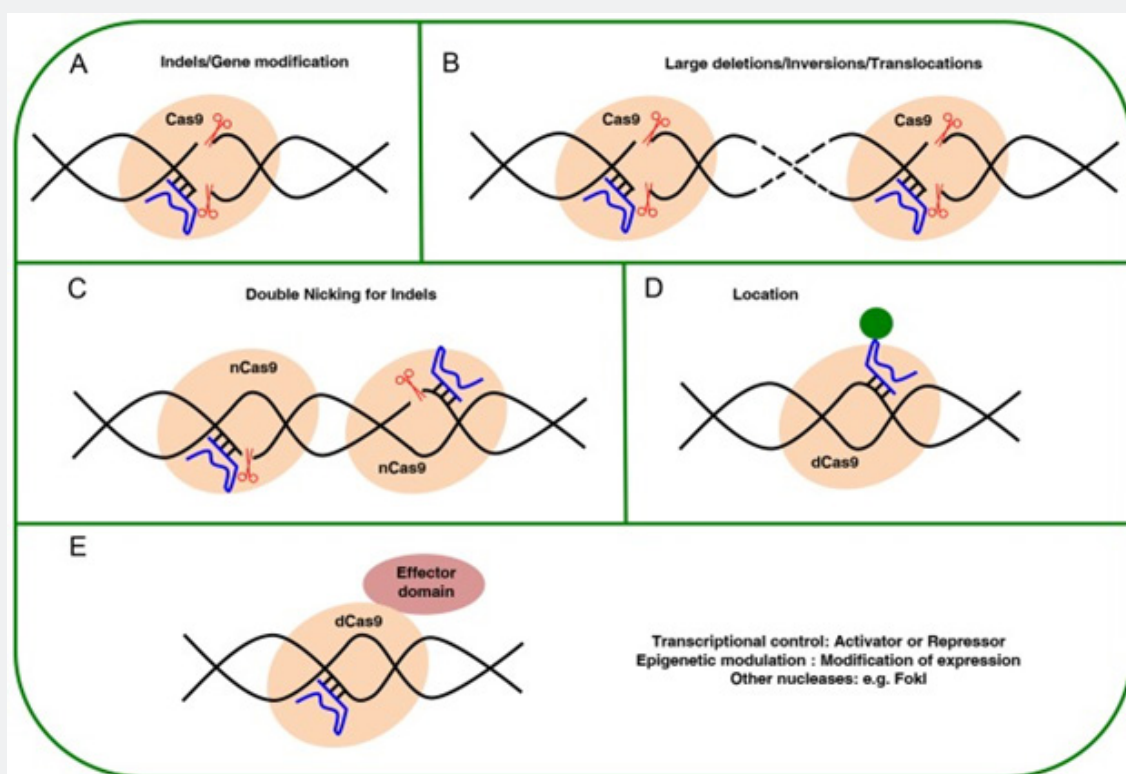 A
Indels/Gene modification
Cas9
B
Large deletions/Inversions/Translocations
Cas9
Cas9
C
Double Nicking for Indels
nCas9
nCas9
D
Location
dCas9
E
Effector
domain
dCas9
Transcriptional control: Activator or Repressor
Epigenetic modulation : Modification of expression
Other nucleases: e.g. FokI